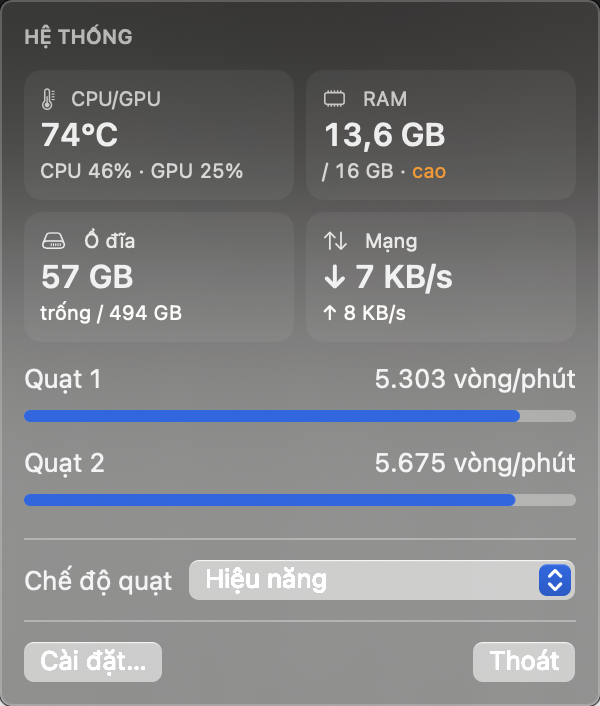 HỆ THỐNG
CPU/GPU
74°C
CPU 46% · GPU 25%
RAM
13,6 GB
/ 16 GB · cao
Ổ đĩa
57 GB
trống / 494 GB
Mạng
↓ 7 KB/s
↑ 8 KB/s
Quạt 1 5.303 vòng/phút
Quạt 2 5.675 vòng/phút
Chế độ quạt Hiệu năng
Cài đặt... Thoát